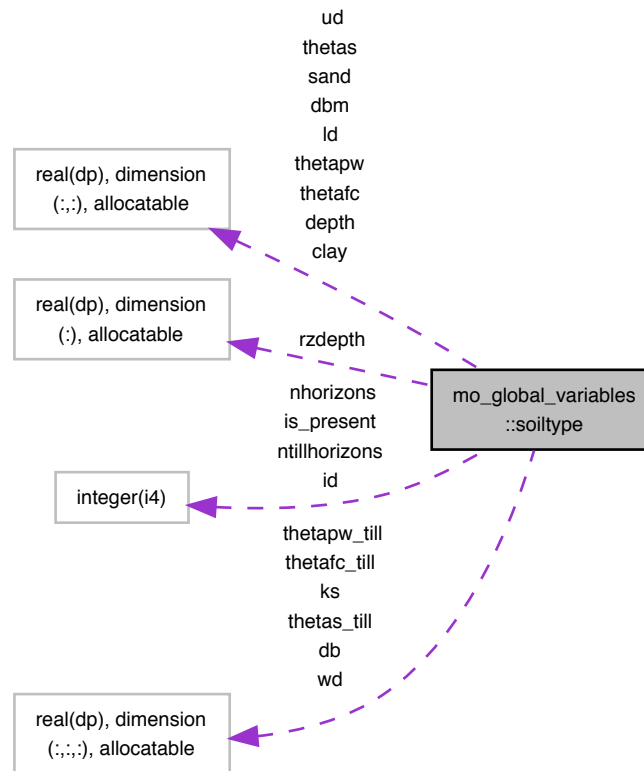 ud
thetas
sand
dbm
ld
thetapw
thetafc
depth
clay
real(dp), dimension
(:,:), allocatable
real(dp), dimension
(:), allocatable
rzdepth
mo_global_variables
::soiltype
nhorizons
is_present
ntillhorizons
id
integer(i4)
thetapw_till
thetafc_till
ks
thetas_till
db
wd
real(dp), dimension
(:,:,:), allocatable